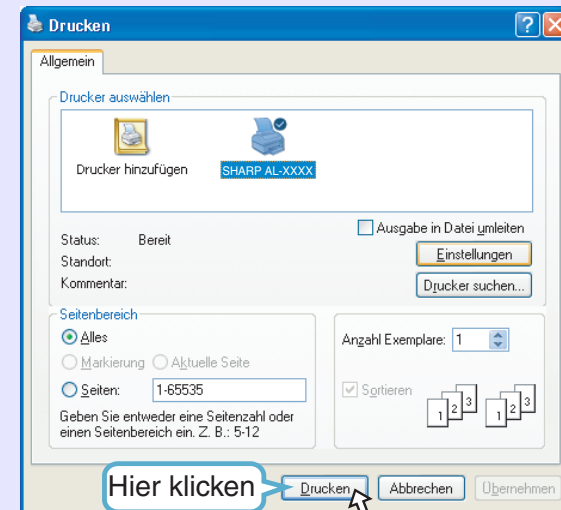 Drucken
Allgemein
Drucker auswählen
Drucker hinzufügen
SHARP AL-XXXX
Status: Bereit
Standort:
Kommentar:
Ausgabe in Datei umleiten
Einstellungen
Drucker suchen...
Seitenbereich
Alles
Markierung Aktuelle Seite
Seiten: 1-65535
Geben Sie entweder eine Seitenzahl oder
einen Seitenbereich ein. Z. B.: 5-12
Anzahl Exemplare: 1
Sortieren
1 2 3 1 2 3
Hier klicken
Drucken Abbrechen Übernehmen